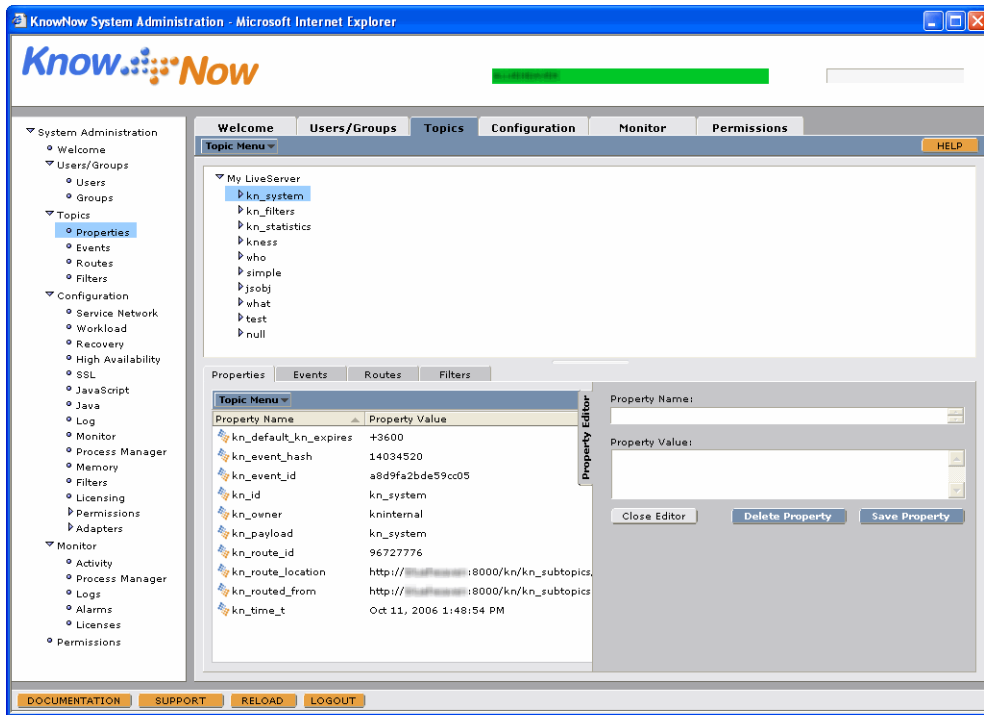 KnowNow System Administration - Microsoft Internet Explorer
Know Now
System Administration
Welcome
Users/Groups
Users
Groups
Topics
Properties
Events
Routes
Filters
Configuration
Service Network
Workload
Recovery
High Availability
SSL
JavaScript
Java
Log
Monitor
Process Manager
Memory
Filters
Licensing
Permissions
Adapters
Monitor
Activity
Process Manager
Logs
Alarms
Licenses
Permissions
Welcome Users/Groups Topics Configuration Monitor Permissions
Topic Menu HELP
My LiveServer
kn_system
kn_filters
kn_statistics
kness
who
simple
jsobj
what
test
null
Properties Events Routes Filters
Topic Menu
Property Name Property Value
kn_default_kn_expires +3600
kn_event_hash 14034520
kn_event_id a8d9fa2bde59cc05
kn_id kn_system
kn_owner kninternal
kn_payload kn_system
kn_route_id 96727776
kn_route_location http:// :8000/kn/kn_subtopics,
kn_routed_from http:// :8000/kn/kn_subtopics
kn_time_t Oct 11, 2006 1:48:54 PM
Property Editor
Property Name:
Property Value:
Close Editor Delete Property Save Property
DOCUMENTATION SUPPORT RELOAD LOGOUT